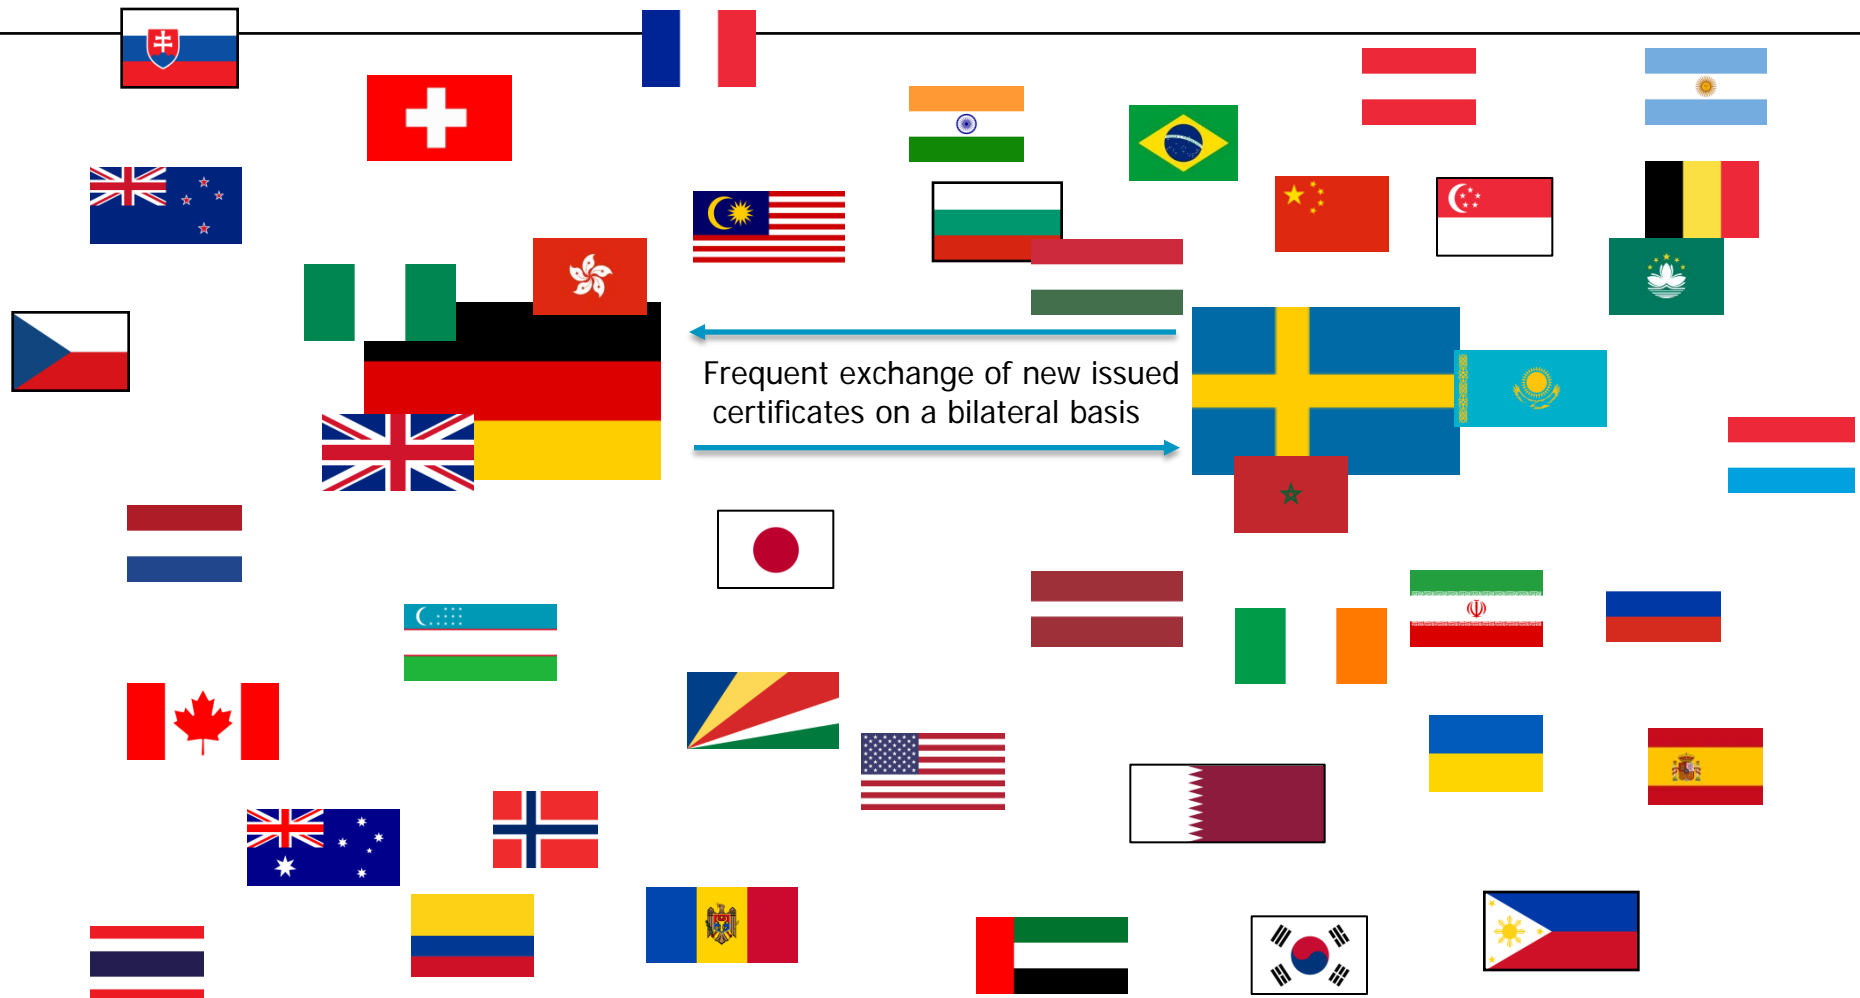 Frequent exchange of new issued
certificates on a bilateral basis